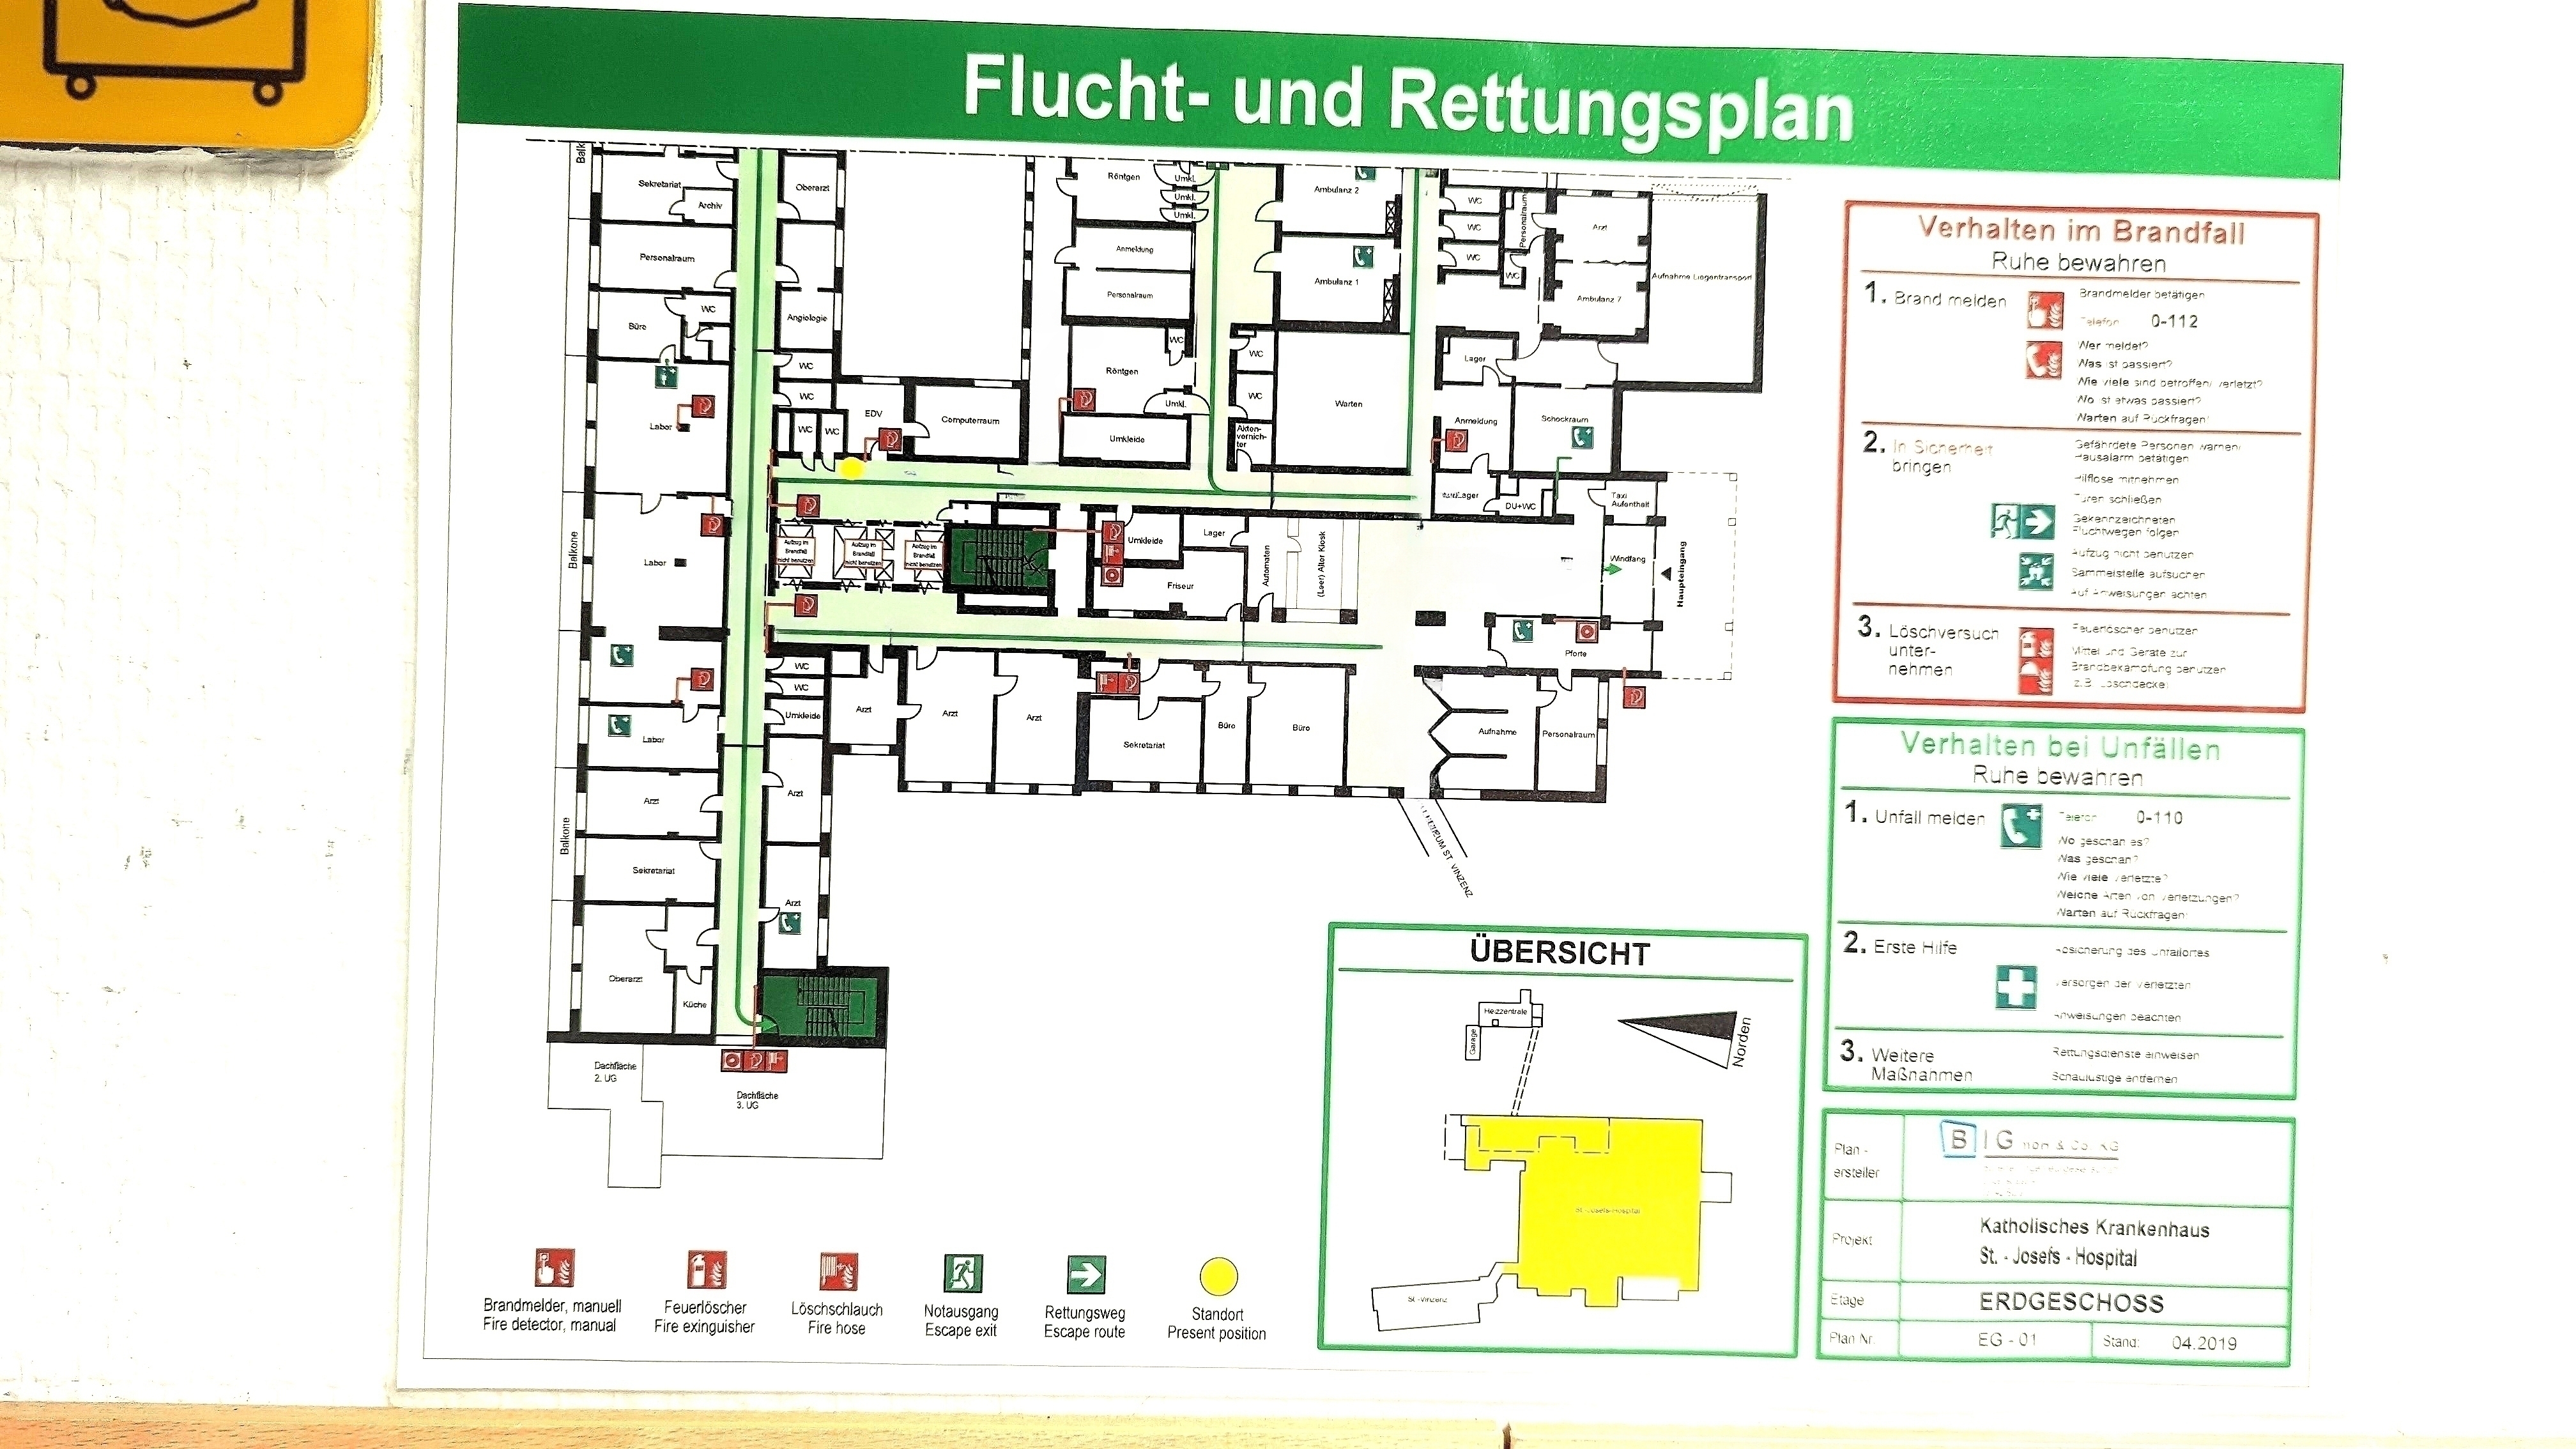 Flucht- und Rettungsplan
Sekretariat
Archiv
Oberarzt
Personalraum
Büro
WC
Angiologie
WC
WC
WC
WC
EDV
Computerraum
Labor
Labor
Labor
Balkone
Balkone
Röntgen
Umkl.
Umkl.
Umkl.
Anmeldung
Personalraum
Röntgen
WC
Umkl.
Umkleide
Ambulanz 2
Ambulanz 1
WC
WC
Akten-
vernich-
ter
Warten
WC
WC
WC
WC
Personalraum
Arzt
Ambulanz 7
Aufnahme Liegentransport
Lager
Anmeldung
Schockraum
Lager
DU+WC
Taxi
Aufenthalt
Windfang
Haupteingang
Aufzug im
Brandfall
nicht benutzen
Aufzug im
Brandfall
nicht benutzen
Aufzug im
Brandfall
nicht benutzen
Umkleide
Lager
Friseur
Automaten
(Leer) Alter Kiosk
Pforte
WC
WC
Umkleide
Arzt
Arzt
Arzt
Sekretariat
Büro
Büro
Aufnahme
Personalraum
ST. VINZENZ
Arzt
Arzt
Sekretariat
Arzt
Oberarzt
Küche
Dachfläche
2. UG
Dachfläche
3. UG
Brandmelder, manuell
Fire detector, manual
Feuerlöscher
Fire exinguisher
Löschschlauch
Fire hose
Notausgang
Escape exit
Rettungsweg
Escape route
Standort
Present position
ÜBERSICHT
Heizzentrale
Garage
Norden
St.-Josefs-Hospital
St.-Vinzenz
Verhalten im Brandfall
Ruhe bewahren
1. Brand melden
Brandmelder betätigen
Telefon 0-112
Wer meldet?
Was ist passiert?
Wie viele sind betroffen/ verletzt?
Wo ist etwas passiert?
Warten auf Rückfragen!
2. In Sicherheit
bringen
Gefährdete Personen warnen/
Hausalarm betätigen
Hilflose mitnehmen
Türen schließen
Gekennzeichneten
Fluchtwegen folgen
Aufzug nicht benutzen
Sammelstelle aufsuchen
Auf Anweisungen achten
3. Löschversuch
unter-
nehmen
Feuerlöscher benutzen
Mittel und Geräte zur
Brandbekämpfung benutzen
z.B. Löschdecke
Verhalten bei Unfällen
Ruhe bewahren
1. Unfall melden
Telefon 0-110
Wo geschah es?
Was geschah?
Wie viele Verletzte?
Welche Arten von Verletzungen?
Warten auf Rückfragen!
2. Erste Hilfe
Absicherung des Unfallortes
Versorgen der Verletzten
Anweisungen beachten
3. Weitere
Maßnahmen
Rettungsdienste einweisen
Schaulustige entfernen
Plan -
ersteller
BIG & Co. KG
Projekt
Katholisches Krankenhaus
St. - Josefs - Hospital
Etage
ERDGESCHOSS
Plan Nr.
EG - 01
Stand:
04.2019